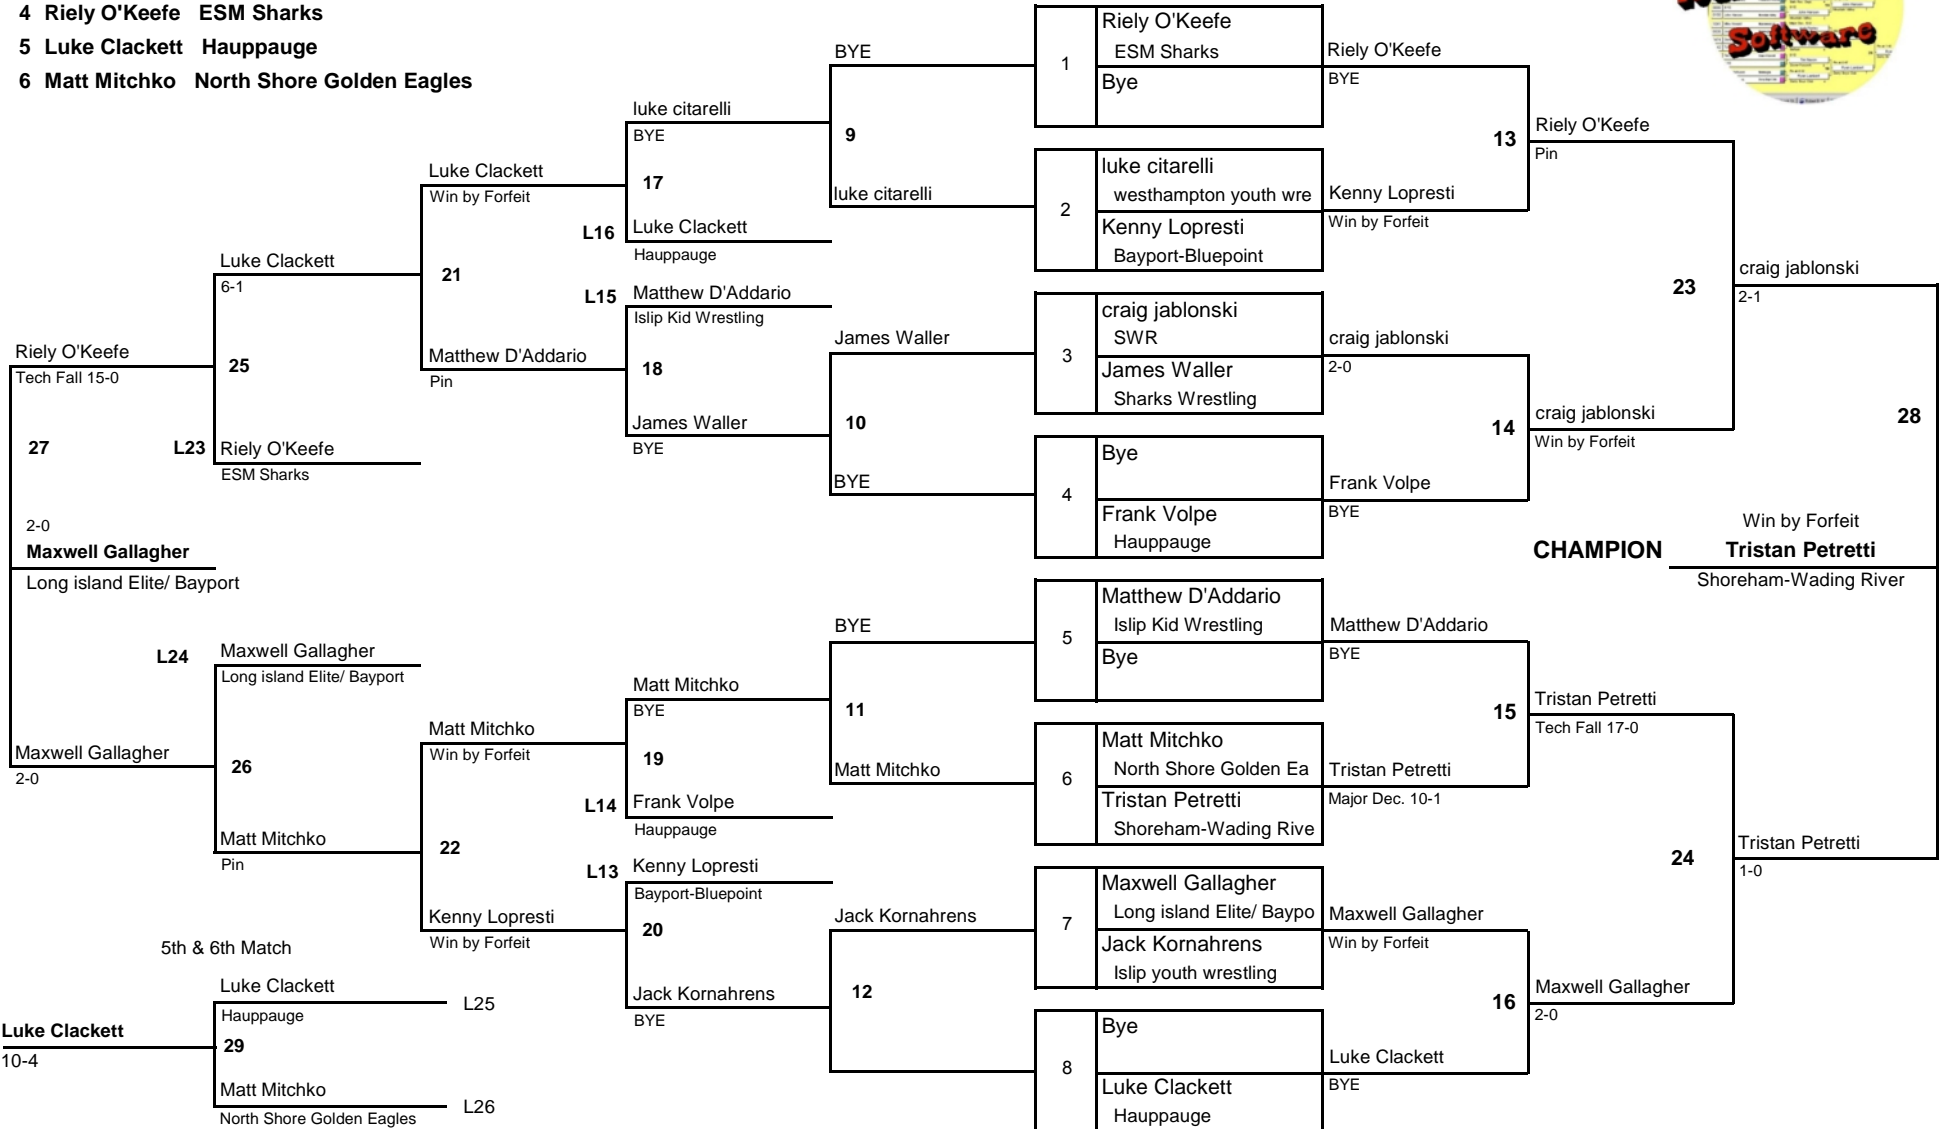 4 Riely O'Keefe ESM Sharks
5 Luke Clackett Hauppauge
6 Matt Mitchko North Shore Golden Eagles
Software
1
Riely O'Keefe
ESM Sharks
Bye
2
luke citarelli
westhampton youth wre
Kenny Lopresti
Bayport-Bluepoint
3
craig jablonski
SWR
James Waller
Sharks Wrestling
4
Bye
Frank Volpe
Hauppauge
5
Matthew D'Addario
Islip Kid Wrestling
Bye
6
Matt Mitchko
North Shore Golden Ea
Tristan Petretti
Shoreham-Wading Rive
7
Maxwell Gallagher
Long island Elite/ Baypo
Jack Kornahrens
Islip youth wrestling
8
Bye
Luke Clackett
Hauppauge
Riely O'Keefe
BYE
13
Kenny Lopresti
Win by Forfeit
craig jablonski
2-0
14
Frank Volpe
BYE
Matthew D'Addario
BYE
15
Tristan Petretti
Major Dec. 10-1
Maxwell Gallagher
Win by Forfeit
16
Luke Clackett
BYE
Riely O'Keefe
Pin
23
craig jablonski
Win by Forfeit
Tristan Petretti
Tech Fall 17-0
24
Maxwell Gallagher
2-0
craig jablonski
2-1
28
Tristan Petretti
1-0
Win by Forfeit
CHAMPION Tristan Petretti
Shoreham-Wading River
BYE
9
luke citarelli
James Waller
10
BYE
BYE
11
Matt Mitchko
Jack Kornahrens
12
luke citarelli
BYE
17
L16 Luke Clackett
Hauppauge
L15 Matthew D'Addario
Islip Kid Wrestling
18
James Waller
BYE
Matt Mitchko
BYE
19
L14 Frank Volpe
Hauppauge
L13 Kenny Lopresti
Bayport-Bluepoint
20
Jack Kornahrens
BYE
Luke Clackett
Win by Forfeit
21
Matthew D'Addario
Pin
Matt Mitchko
Win by Forfeit
22
Kenny Lopresti
Win by Forfeit
Luke Clackett
6-1
25
L23 Riely O'Keefe
ESM Sharks
L24 Maxwell Gallagher
Long island Elite/ Bayport
26
Matt Mitchko
Pin
Riely O'Keefe
Tech Fall 15-0
27
2-0
Maxwell Gallagher
Long island Elite/ Bayport
Maxwell Gallagher
2-0
5th & 6th Match
Luke Clackett L25
Hauppauge
29
Matt Mitchko L26
North Shore Golden Eagles
Luke Clackett
10-4